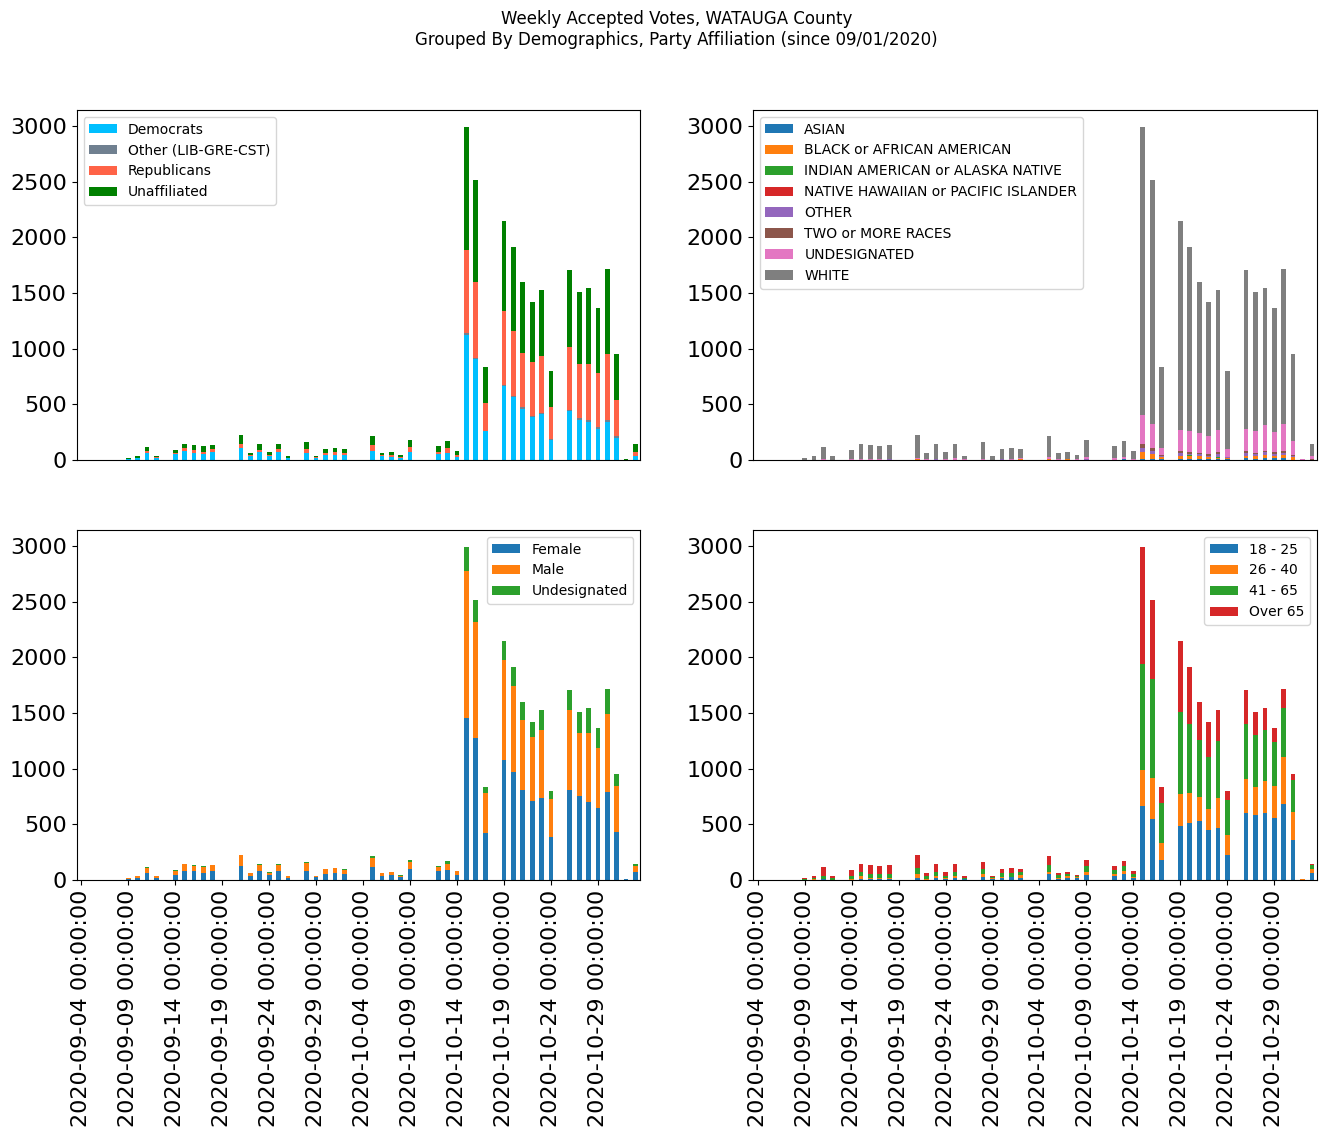 Weekly Accepted Votes, WATAUGA County
Grouped By Demographics, Party Affiliation (since 09/01/2020)
3000
2500
2000
1500
1000
500
0
Democrats
Other (LIB-GRE-CST)
Republicans
Unaffiliated
3000
2500
2000
1500
1000
500
0
ASIAN
BLACK or AFRICAN AMERICAN
INDIAN AMERICAN or ALASKA NATIVE
NATIVE HAWAIIAN or PACIFIC ISLANDER
OTHER
TWO or MORE RACES
UNDESIGNATED
WHITE
3000
2500
2000
1500
1000
500
0
Female
Male
Undesignated
2020-09-04 00:00:00
2020-09-09 00:00:00
2020-09-14 00:00:00
2020-09-19 00:00:00
2020-09-24 00:00:00
2020-09-29 00:00:00
2020-10-04 00:00:00
2020-10-09 00:00:00
2020-10-14 00:00:00
2020-10-19 00:00:00
2020-10-24 00:00:00
2020-10-29 00:00:00
3000
2500
2000
1500
1000
500
0
18 - 25
26 - 40
41 - 65
Over 65
2020-09-04 00:00:00
2020-09-09 00:00:00
2020-09-14 00:00:00
2020-09-19 00:00:00
2020-09-24 00:00:00
2020-09-29 00:00:00
2020-10-04 00:00:00
2020-10-09 00:00:00
2020-10-14 00:00:00
2020-10-19 00:00:00
2020-10-24 00:00:00
2020-10-29 00:00:00